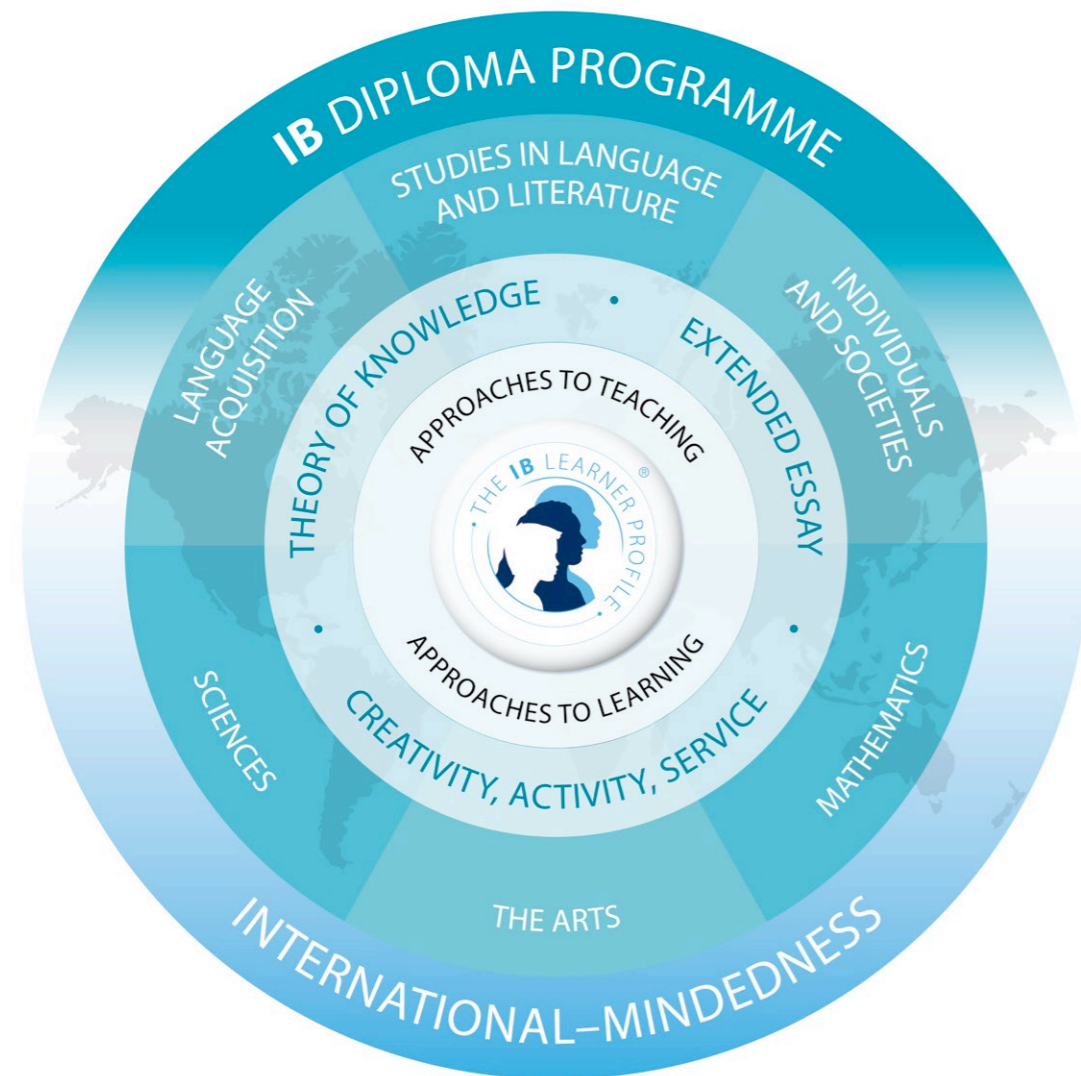 IB DIPLOMA PROGRAMME
STUDIES IN LANGUAGE
AND LITERATURE
LANGUAGE
ACQUISITION
INDIVIDUALS
AND SOCIETIES
THEORY OF KNOWLEDGE
•
EXTENDED ESSAY
•
APPROACHES TO TEACHING
• THE IB LEARNER PROFILE •
®
APPROACHES TO LEARNING
•
CREATIVITY, ACTIVITY, SERVICE
SCIENCES
MATHEMATICS
THE ARTS
INTERNATIONAL–MINDEDNESS